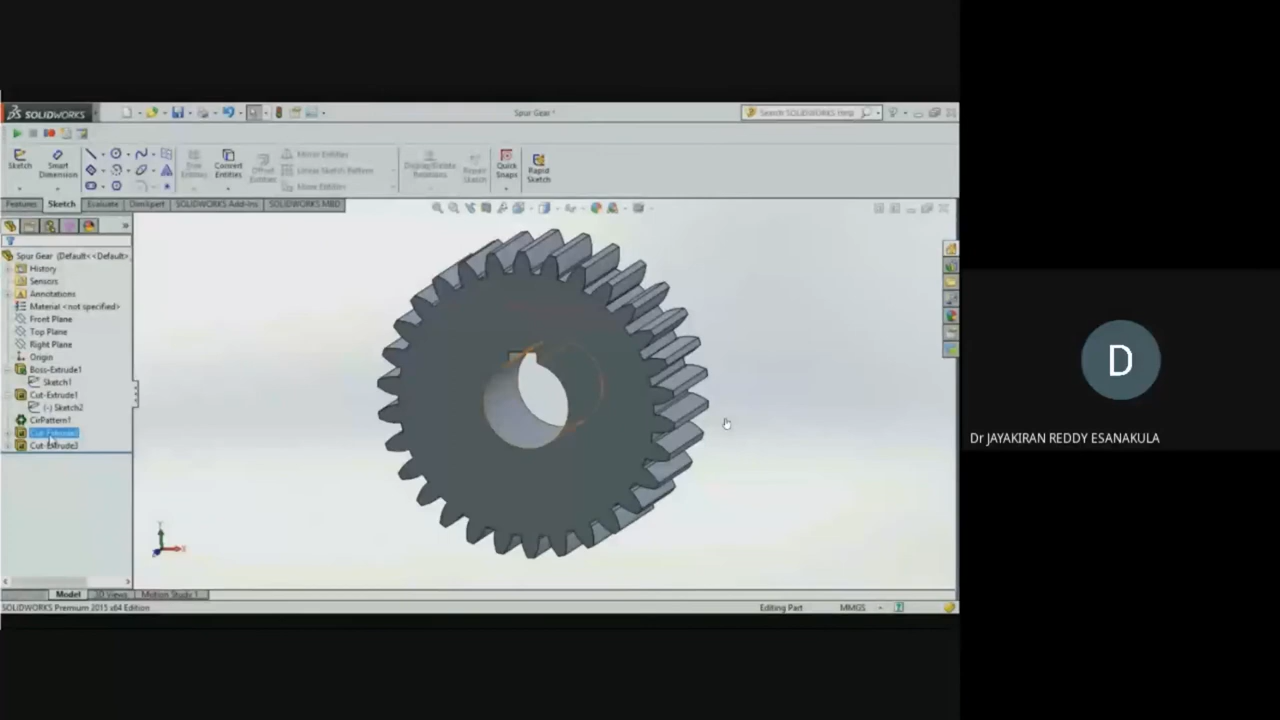 SOLIDWORKS
Spur Gear *
Search SOLIDWORKS Help
Sketch
Smart Dimension
Trim Entities
Convert Entities
Offset Entities
Mirror Entities
Linear Sketch Pattern
Move Entities
Display/Delete Relations
Repair Sketch
Quick Snaps
Rapid Sketch
Features
Sketch
Evaluate
DimXpert
SOLIDWORKS Add-Ins
SOLIDWORKS MBD
Spur Gear (Default<<Default>
History
Sensors
Annotations
Material <not specified>
Front Plane
Top Plane
Right Plane
Origin
Boss-Extrude1
Sketch1
Cut-Extrude1
(-) Sketch2
CirPattern1
Cut-Extrude2
Cut-Extrude3
Model
3D Views
Motion Study 1
SOLIDWORKS Premium 2015 x64 Edition
Editing Part
MMGS
D
Dr JAYAKIRAN REDDY ESANAKULA